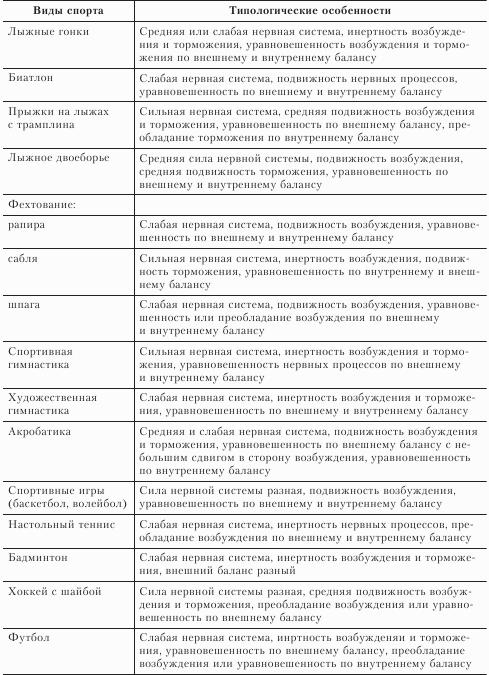 Виды спорта Типологические особенности
Лыжные гонки Средняя или слабая нервная система, инертность возбужде-
ния и торможения, уравновешенность возбуждения и тормо-
жения по внешнему и внутреннему балансу
Биатлон Слабая нервная система, подвижность нервных процессов,
уравновешенность по внешнему и внутреннему балансу
Прыжки на лыжах Сильная нервная система, средняя подвижность возбуждения
с трамплина и торможения, уравновешенность по внешнему балансу, пре-
обладание торможения по внутреннему балансу
Лыжное двоеборье Средняя сила нервной системы, подвижность возбуждения,
средняя подвижность торможения, уравновешенность по
внешнему и внутреннему балансу
Фехтование:
рапира Слабая нервная система, подвижность возбуждения, уравнове-
шенность по внешнему и внутреннему балансу
сабля Сильная нервная система, инертность возбуждения, подвиж-
ность торможения, уравновешенность по внутреннему и внеш-
нему балансу
шпага Слабая нервная система, подвижность возбуждения, уравнове-
шенность или преобладание возбуждения по внешнему
и внутреннему балансу
Спортивная Сильная нервная система, инертность возбуждения и тормо-
гимнастика жения, уравновешенность нервных процессов по внешнему
и внутреннему балансу
Художественная Слабая нервная система, инертность возбуждения и торможе-
гимнастика ния, уравновешенность по внешнему и внутреннему балансу
Акробатика Средняя и слабая нервная система, подвижность возбуждения
и торможения, уравновешенность по внешнему балансу с не-
большим сдвигом в сторону возбуждения, уравновешенность
по внутреннему балансу
Спортивные игры Сила нервной системы разная, подвижность возбуждения,
(баскетбол, волейбол) уравновешенность по внешнему и внутреннему балансу
Настольный теннис Слабая нервная система, инертность нервных процессов, пре-
обладание возбуждения по внешнему и внутреннему балансу
Бадминтон Слабая нервная система, инертность возбуждения и торможе-
ния, внешний баланс разный
Хоккей с шайбой Сила нервной системы разная, средняя подвижность возбуж-
дения и торможения, преобладание возбуждения или уравно-
вешенность по внешнему балансу
Футбол Слабая нервная система, инртность возбужденяи и торможе-
ния, уравновешенность по внешнему балансу, преобладание
возбуждения или уравновешенность по внутреннему балансу